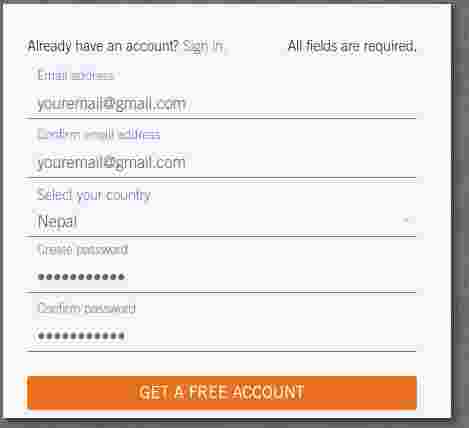 Already have an account? Sign in. All fields are required.
Email address
youremail@gmail.com
Confirm email address
youremail@gmail.com
Select your country
Nepal
Create password
●●●●●●●●●●●
Confirm password
●●●●●●●●●●●
GET A FREE ACCOUNT